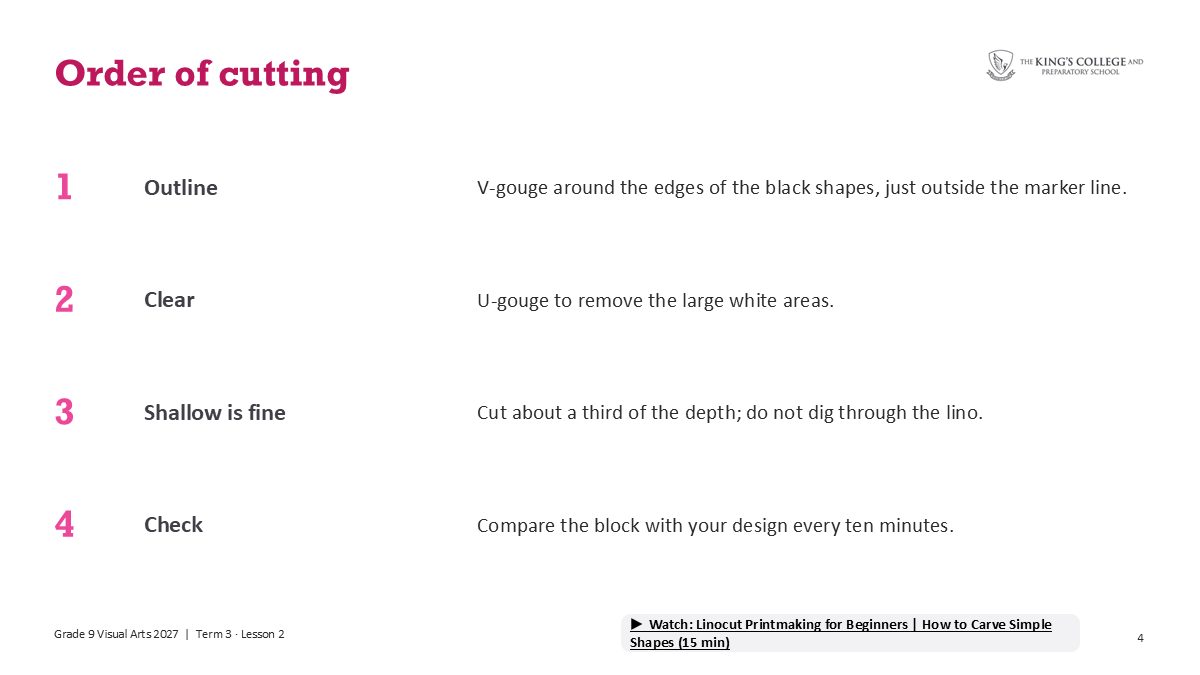 Order of cutting
THE KING'S COLLEGE AND
PREPARATORY SCHOOL
1 Outline V-gouge around the edges of the black shapes, just outside the marker line.
2 Clear U-gouge to remove the large white areas.
3 Shallow is fine Cut about a third of the depth; do not dig through the lino.
4 Check Compare the block with your design every ten minutes.
Grade 9 Visual Arts 2027 | Term 3 · Lesson 2
▶ Watch: Linocut Printmaking for Beginners | How to Carve Simple
Shapes (15 min)
4